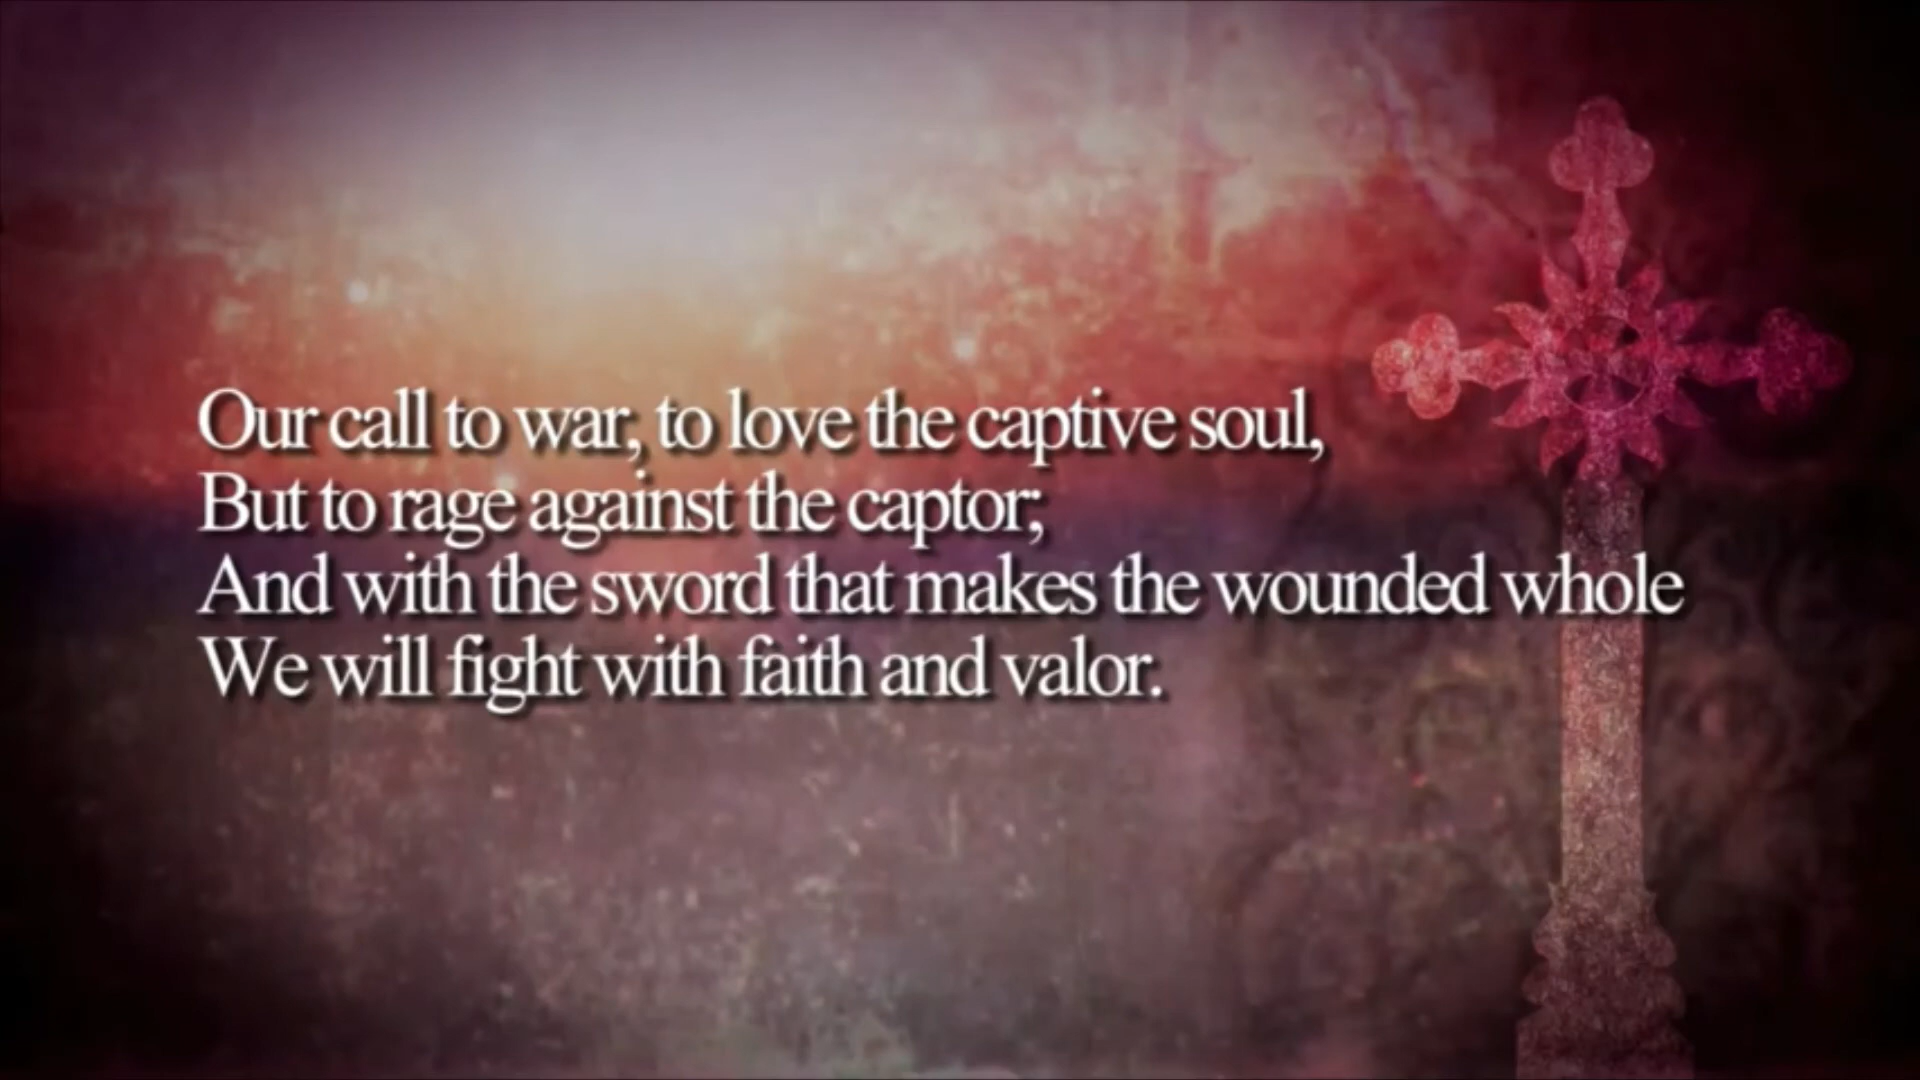 Our call to war, to love the captive soul,
But to rage against the captor;
And with the sword that makes the wounded whole
We will fight with faith and valor.